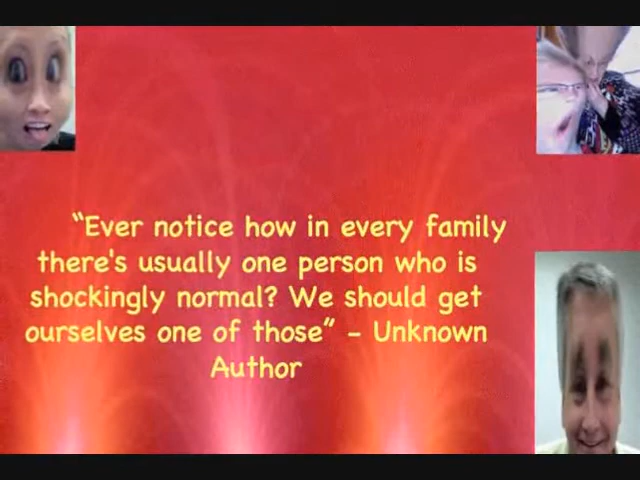 “Ever notice how in every family
there's usually one person who is
shockingly normal? We should get
ourselves one of those” – Unknown
Author